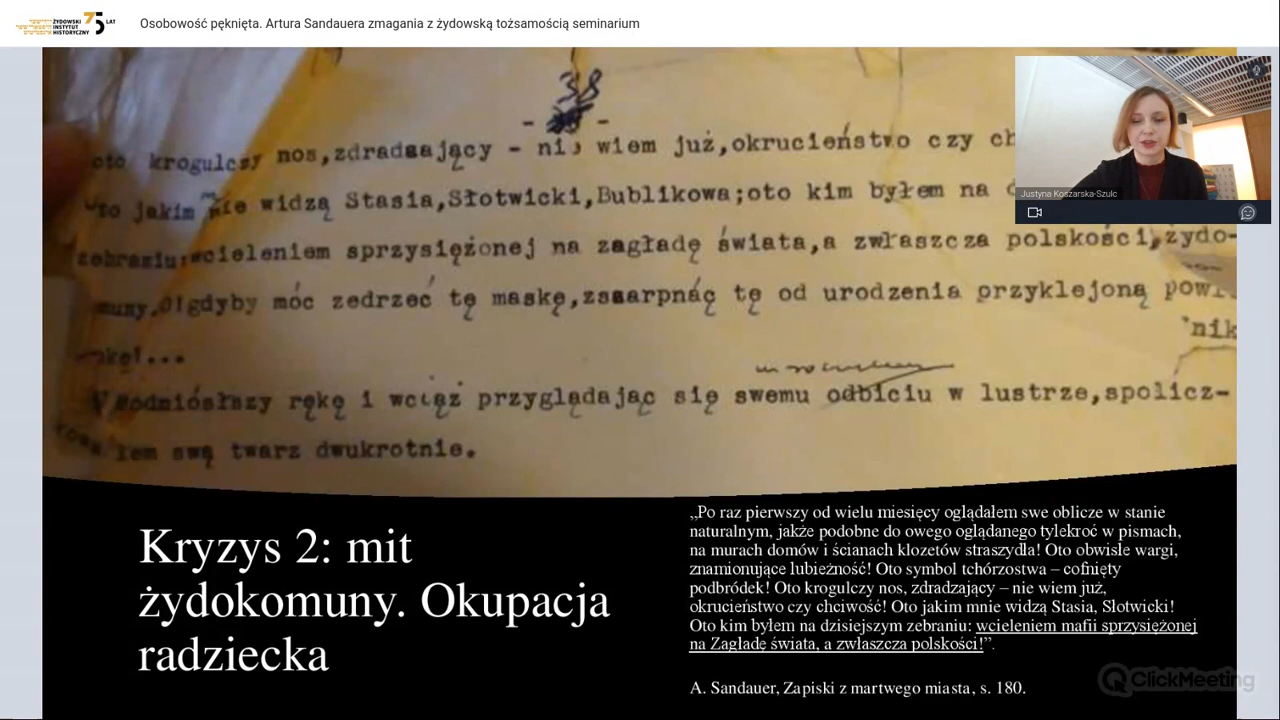 ŻYDOWSKI
INSTYTUT
HISTORYCZNY
75 LAT
Osobowość pęknięta. Artura Sandauera zmagania z żydowską tożsamością seminarium
38
oto krogulczy nos,zdradzający - nie wiem już,okrucieństwo czy ch
to jakim mnie widzą Stasia,Słotwicki,Bublikowa;oto kim byłem na
zebraniu:wcieleniem sprzysiężonej na zagładę świata,a zwłaszcza polskości,żydo-
muny.O!gdyby móc zedrzeć tę maskę,zszarpnąć tę od urodzenia przyklejoną
Podniósłszy rękę i wciąż przyglądając się swemu odbiciu w lustrze,spolicz-
łem swą twarz dwukrotnie.
Justyna Koszarska-Szulc
Kryzys 2: mit
żydokomuny. Okupacja
radziecka
„Po raz pierwszy od wielu miesięcy oglądałem swe oblicze w stanie
naturalnym, jakże podobne do owego oglądanego tylekroć w pismach,
na murach domów i ścianach klozetów straszydła! Oto obwisłe wargi,
znamionujące lubieżność! Oto symbol tchórzostwa – cofnięty
podbródek! Oto krogulczy nos, zdradzający – nie wiem już,
okrucieństwo czy chciwość! Oto jakim mnie widzą Stasia, Slotwicki!
Oto kim byłem na dzisiejszym zebraniu: wcieleniem mafii sprzysiężonej
na Zagładę świata, a zwłaszcza polskości!”.
A. Sandauer, Zapiski z martwego miasta, s. 180.
ClickMeeting